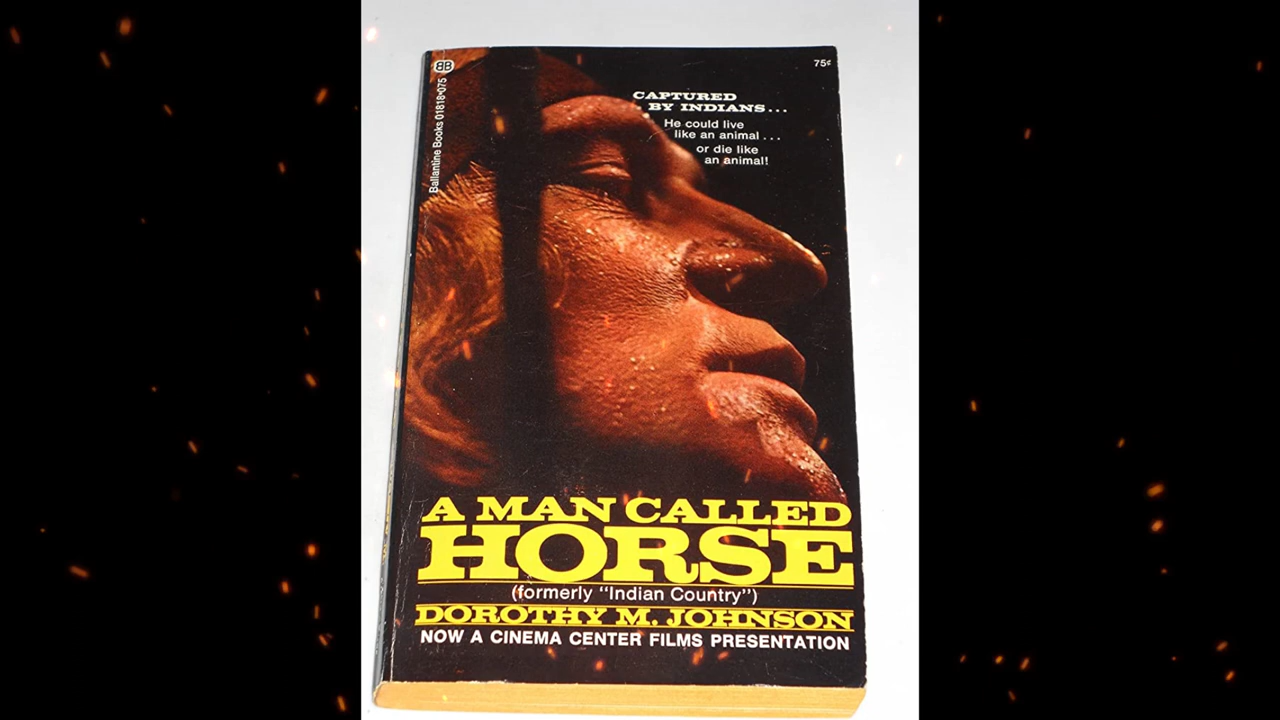 BB
75¢
Ballantine Books 01818·075
CAPTURED
BY INDIANS...
He could live
like an animal...
or die like
an animal!
A MAN CALLED
HORSE
(formerly "Indian Country")
DOROTHY M. JOHNSON
NOW A CINEMA CENTER FILMS PRESENTATION